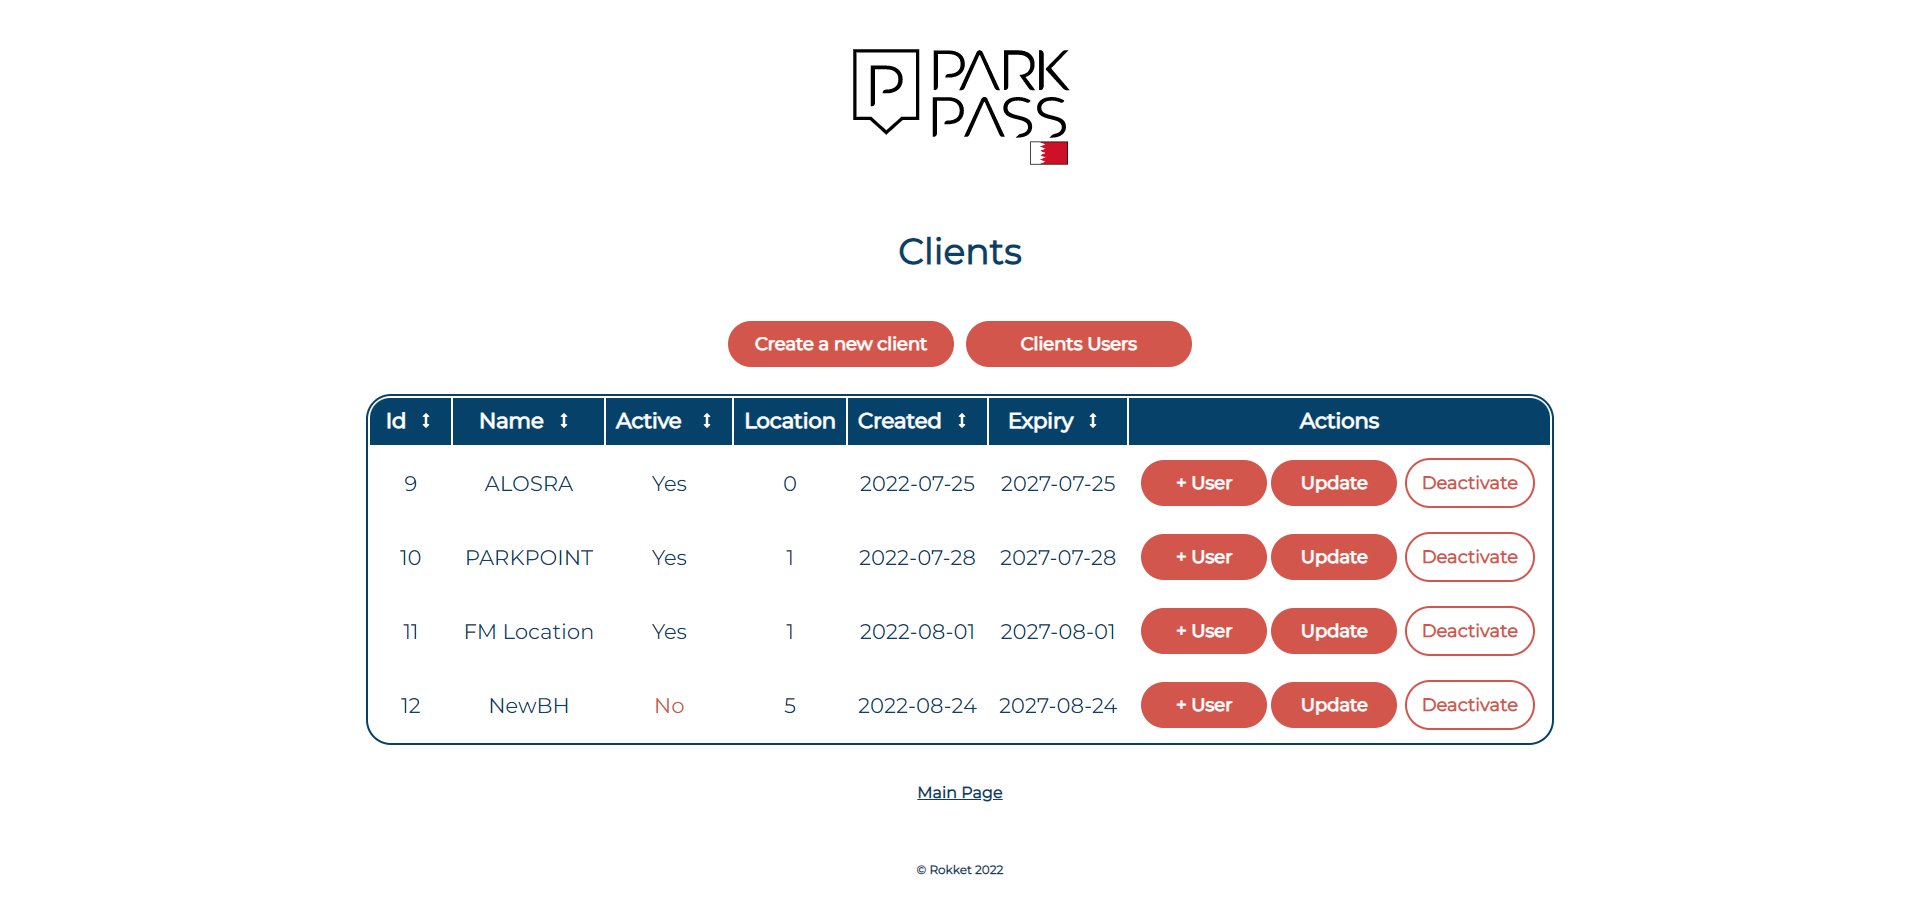 P PARK
PASS
Clients
Create a new client Clients Users
Id Name Active Location Created Expiry Actions
9 ALOSRA Yes 0 2022-07-25 2027-07-25 + User Update Deactivate
10 PARKPOINT Yes 1 2022-07-28 2027-07-28 + User Update Deactivate
11 FM Location Yes 1 2022-08-01 2027-08-01 + User Update Deactivate
12 NewBH No 5 2022-08-24 2027-08-24 + User Update Deactivate
Main Page
© Rokket 2022